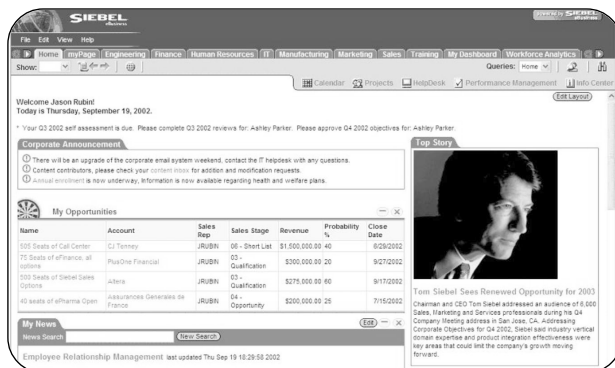 powered by SIEBEL eBusiness
SIEBEL
eBusiness
File Edit View Help
Home myPage Engineering Finance Human Resources IT Manufacturing Marketing Sales Training My Dashboard Workforce Analytics
Show: Queries: Home
Calendar Projects HelpDesk Performance Management Info Center
Edit Layout
Welcome Jason Rubin!
Today is Thursday, September 19, 2002.
* Your Q3 2002 self assessment is due. Please complete Q3 2002 reviews for: Ashley Parker. Please approve Q4 2002 objectives for: Ashley Parker.
Corporate Announcement
There will be an upgrade of the corporate email system weekend, contact the IT helpdesk with any questions.
Content contributors, please check your content inbox for addition and modification requests.
Annual enrollment is now underway, Information is now available regarding health and welfare plans.
My Opportunities
Name Account Sales Rep Sales Stage Revenue Probability % Close Date
505 Seats of Call Center CJ Tenney JRUBIN 06 - Short List $1,500,000.00 40 6/29/2002
75 Seats of eFinance, all options PlusOne Financial JRUBIN 03 - Qualification $300,000.00 20 9/27/2002
500 Seats of Siebel Sales Options Altera JRUBIN 03 - Qualification $275,000.00 60 9/17/2002
40 seats of ePharma Open Assurances Generales de France JRUBIN 04 - Opportunity $200,000.00 25 7/15/2002
My News Edit
News Search New Search
Employee Relationship Management last updated Thu Sep 19 18:29:58 2002
Top Story
Tom Siebel Sees Renewed Opportunity for 2003
Chairman and CEO Tom Siebel addressed an audience of 6,000
Sales, Marketing and Services professionals during his Q4
Company Meeting address in San Jose, CA. Addressing
Corporate Objectives for Q4 2002, Siebel said industry vertical
domain expertise and product integration effectiveness were
key areas that could limit the company's growth moving
forward.